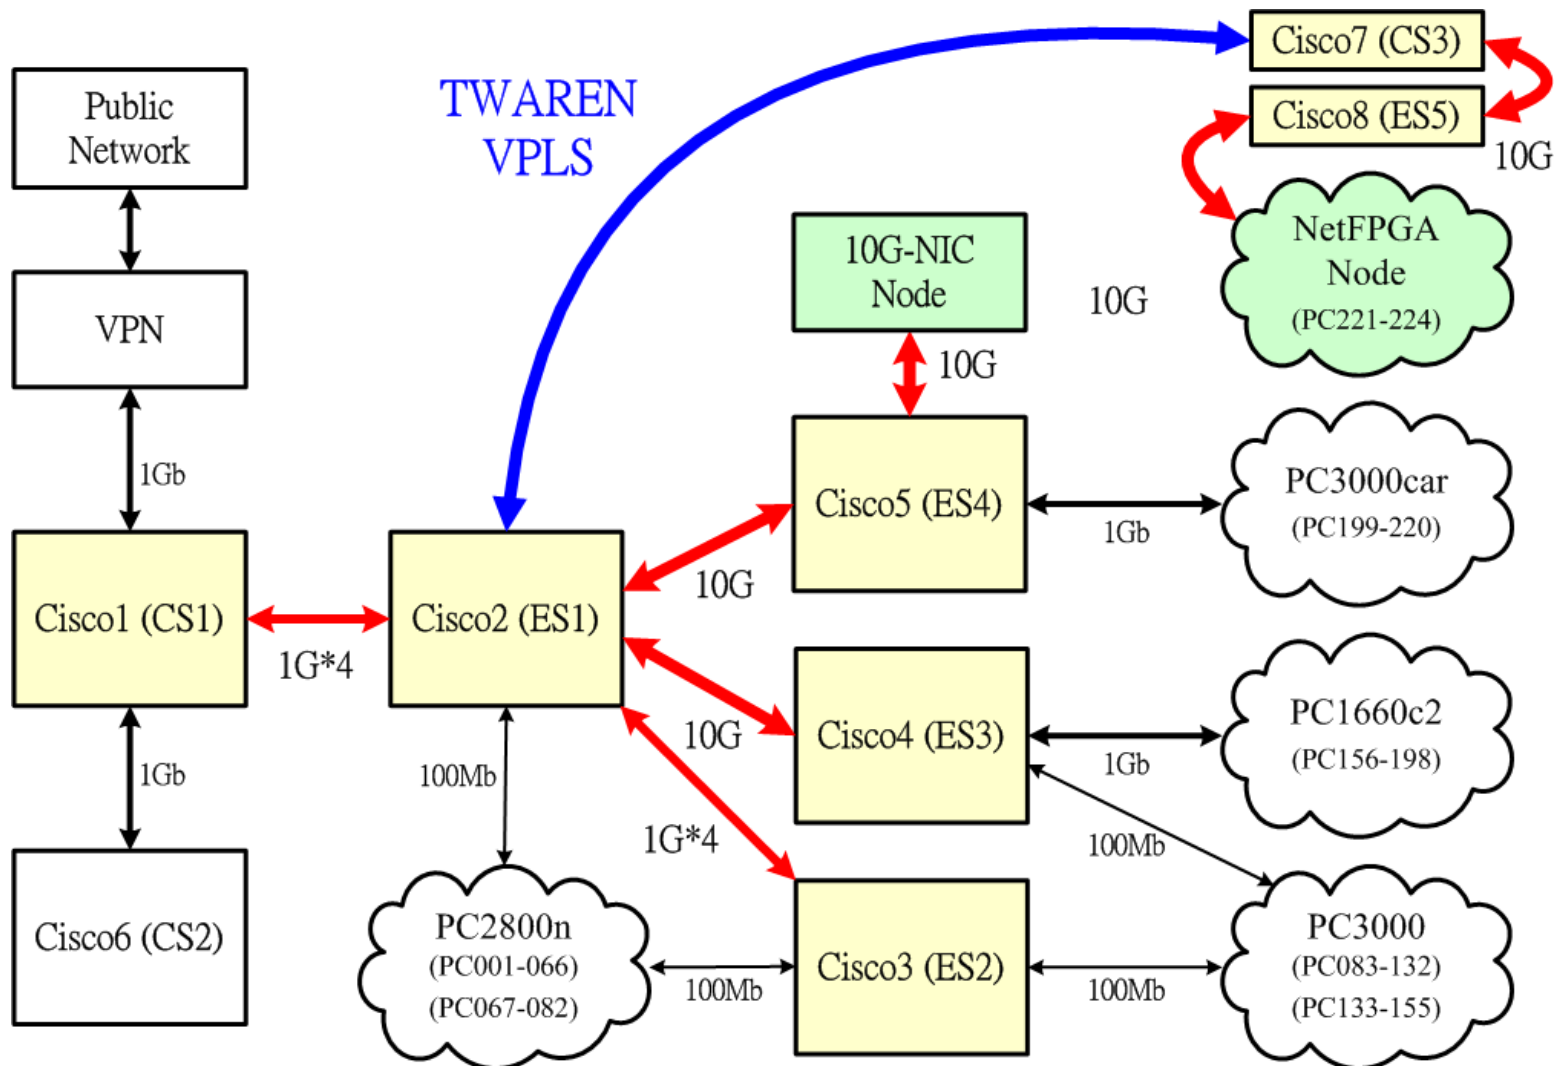 Public
Network
VPN
1Gb
Cisco1 (CS1)
1Gb
Cisco6 (CS2)
1G*4
TWAREN
VPLS
Cisco2 (ES1)
100Mb
PC2800n
(PC001-066)
(PC067-082)
10G
10G
1G*4
100Mb
10G-NIC
Node
10G
Cisco5 (ES4)
Cisco4 (ES3)
Cisco3 (ES2)
10G
1Gb
1Gb
100Mb
100Mb
Cisco7 (CS3)
Cisco8 (ES5)
10G
NetFPGA
Node
(PC221-224)
PC3000car
(PC199-220)
PC1660c2
(PC156-198)
PC3000
(PC083-132)
(PC133-155)